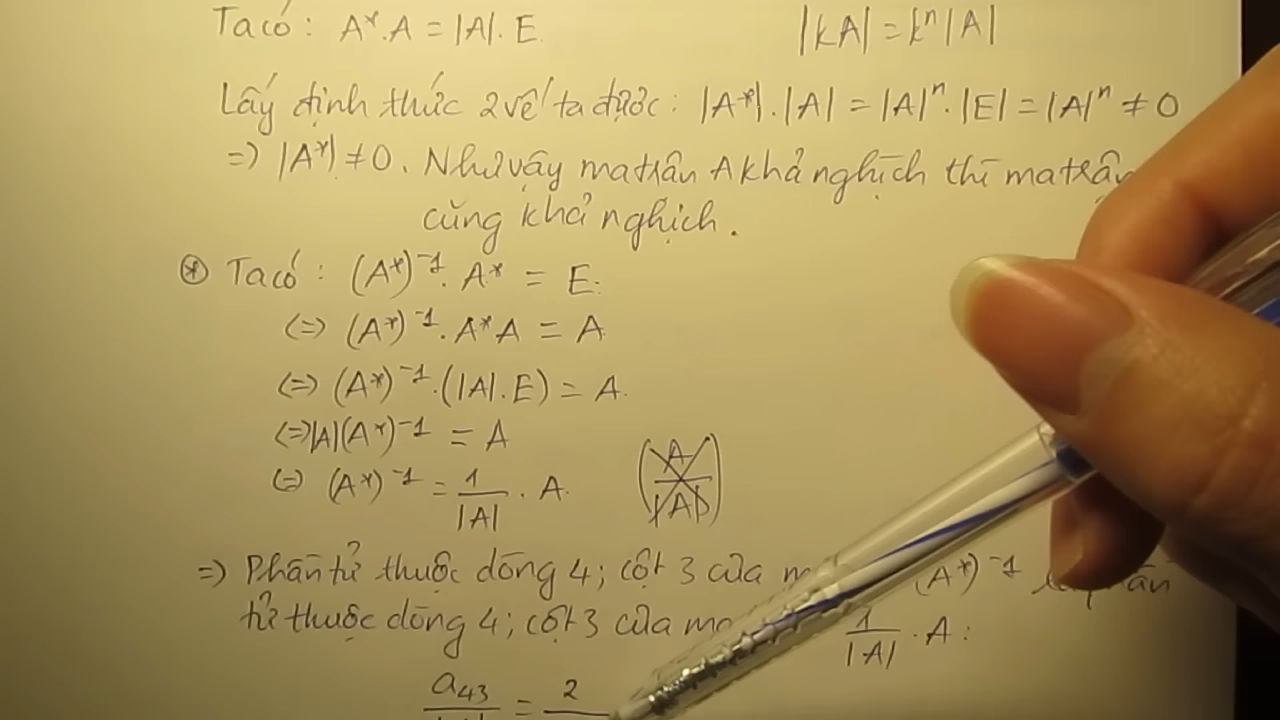 Ta có : A*.A = |A|. E. |kA| = kⁿ|A|
Lấy định thức 2 vế ta được : |A*|.|A| = |A|ⁿ.|E| = |A|ⁿ ≠ 0
=> |A*| ≠ 0. Như vậy ma trận A khả nghịch thì ma trận
cũng khả nghịch.
⊛ Ta có : (A*)⁻¹. A* = E.
<=> (A*)⁻¹. A*A = A
<=> (A*)⁻¹.(|A|.E) = A.
<=> |A|(A*)⁻¹ = A
<=> (A*)⁻¹ = 1/|A| . A. (A/|A|)
=> Phần tử thuộc dòng 4; cột 3 của (A*)⁻¹
tử thuộc dòng 4; cột 3 của 1/|A| . A :
a₄₃ = 2